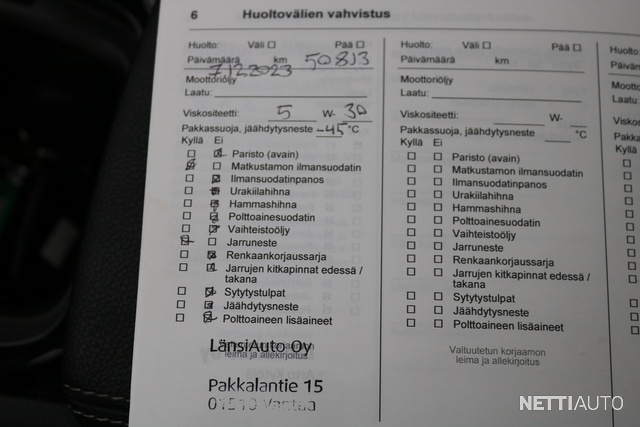 6 Huoltovälien vahvistus
Huolto: Väli ☐ Pää ☐
Päivämäärä km 50813
7.12.2023
Moottoriöljy
Laatu:
Viskositeetti: 5 W- 30
Pakkassuoja, jäähdytysneste -45 °C
Kyllä Ei
Paristo (avain)
Matkustamon ilmansuodatin
Ilmansuodatinpanos
Urakiilahihna
Hammashihna
Polttoainesuodatin
Vaihteistoöljy
Jarruneste
Renkaankorjaussarja
Jarrujen kitkapinnat edessä /
takana
Sytytystulpat
Jäähdytysneste
Polttoaineen lisäaineet
LänsiAuto Oy
leima ja allekirjoitus
Pakkalantie 15
01510 Vantaa
Huolto: Väli ☐ Pää ☐
Päivämäärä km
Moottoriöljy
Laatu:
Viskositeetti: W-
Pakkassuoja, jäähdytysneste °C
Kyllä Ei
Paristo (avain)
Matkustamon ilmansuodatin
Ilmansuodatinpanos
Urakiilahihna
Hammashihna
Polttoainesuodatin
Vaihteistoöljy
Jarruneste
Renkaankorjaussarja
Jarrujen kitkapinnat edessä /
takana
Sytytystulpat
Jäähdytysneste
Polttoaineen lisäaineet
Valtuutetun korjaamon
leima ja allekirjoitus
NETTIAUTO